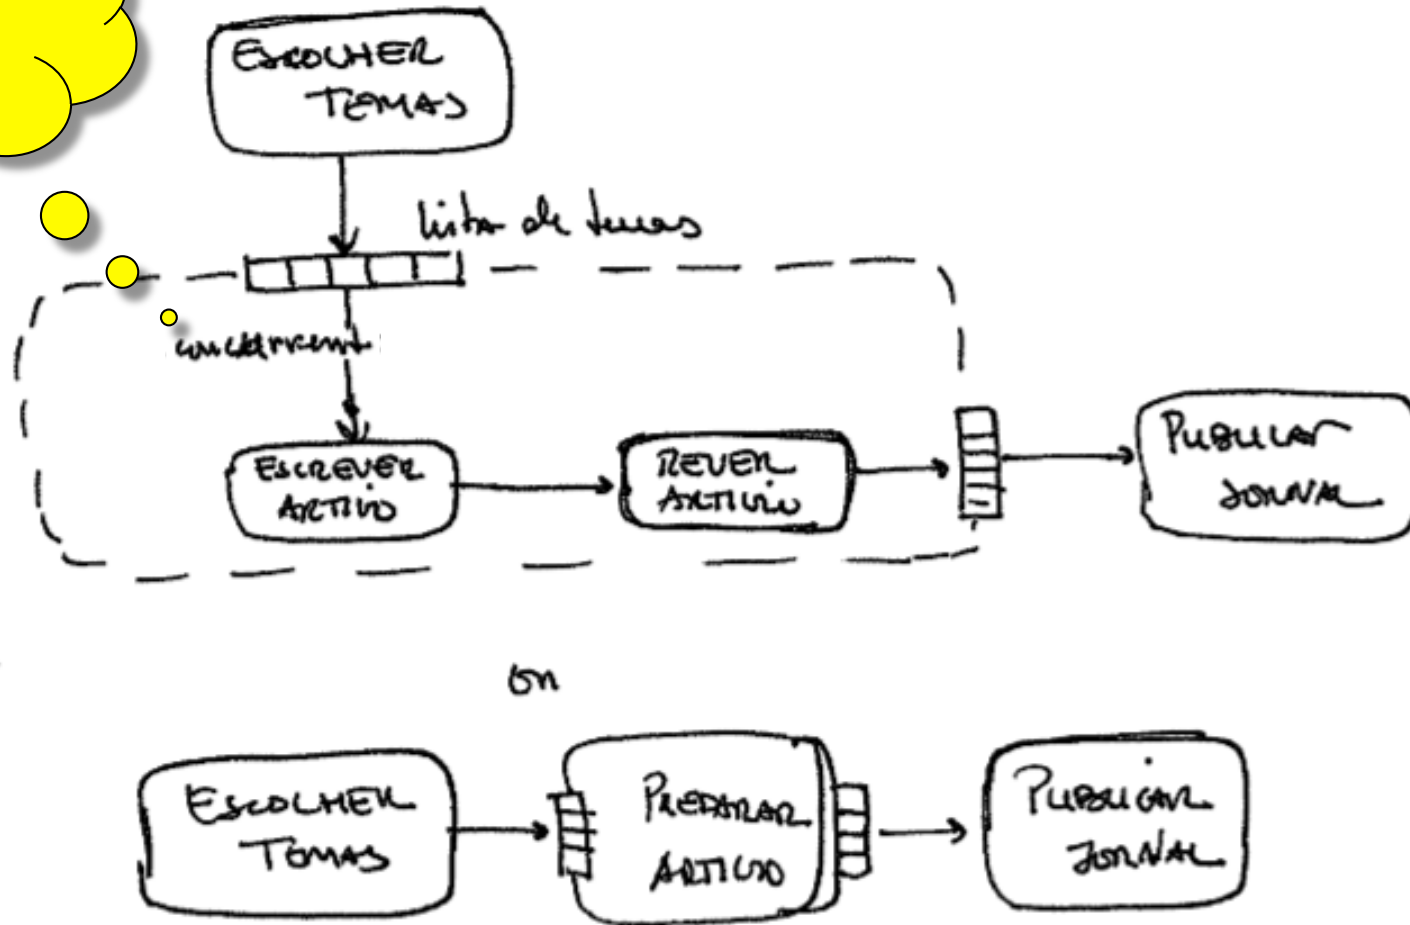 ESCOLHER
TEMAS
lista de temas
concurrent
ESCREVER
ARTIGO
REVER
ARTIGO
PUBLICAR
JORNAL
ou
ESCOLHER
TEMAS
PREPARAR
ARTIGO
PUBLICAR
JORNAL